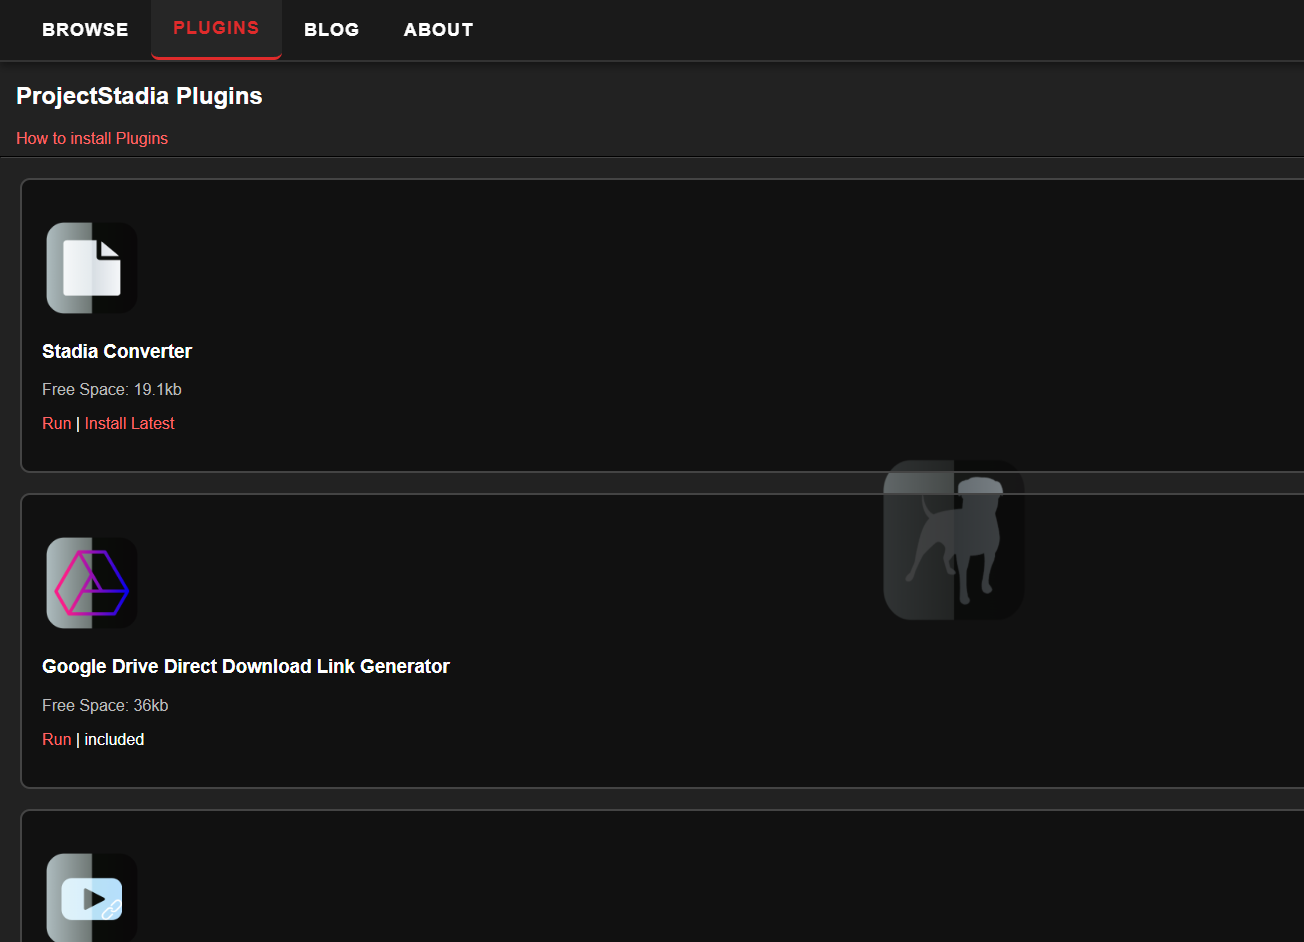 BROWSE PLUGINS BLOG ABOUT
ProjectStadia Plugins
How to install Plugins
Stadia Converter
Free Space: 19.1kb
Run | Install Latest
Google Drive Direct Download Link Generator
Free Space: 36kb
Run | included